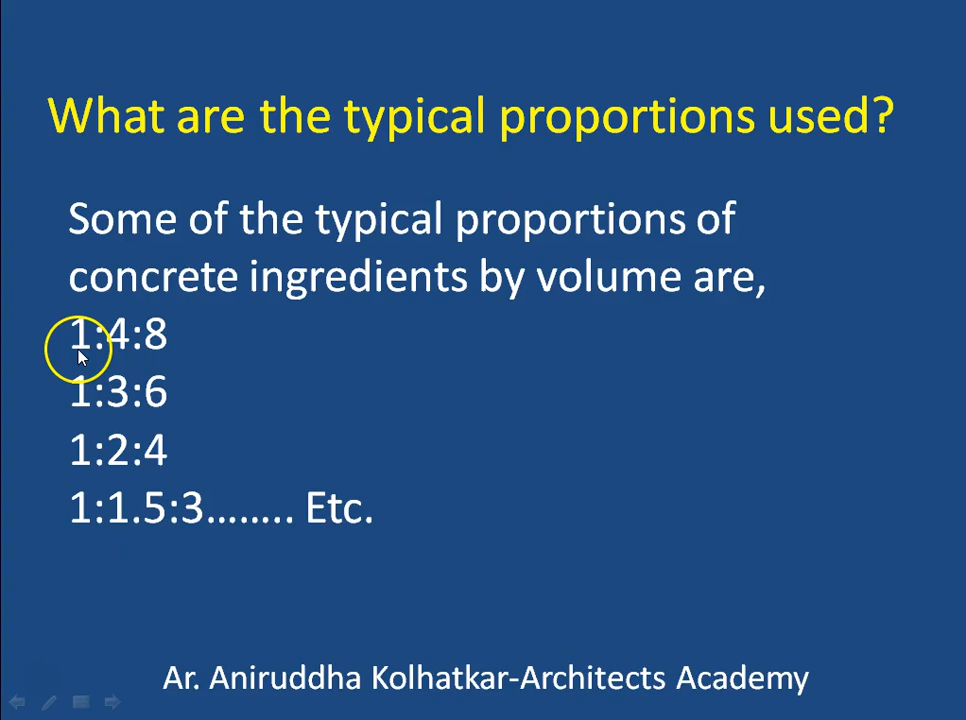 What are the typical proportions used?
Some of the typical proportions of
concrete ingredients by volume are,
1:4:8
1:3:6
1:2:4
1:1.5:3…….. Etc.
Ar. Aniruddha Kolhatkar-Architects Academy